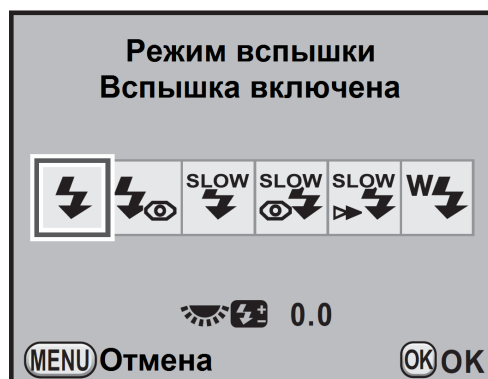 Режим вспышки
Вспышка включена
SLOW SLOW SLOW W
0.0
MENU Отмена OK OK